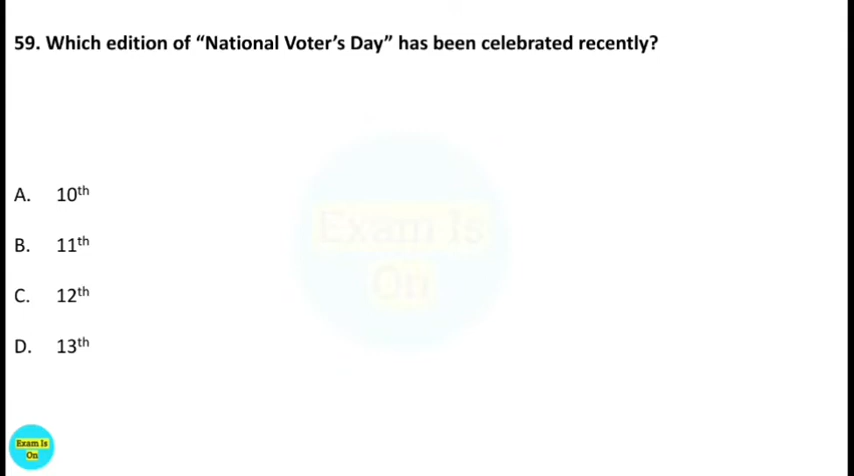 59. Which edition of “National Voter’s Day” has been celebrated recently?
Exam Is
On
A. 10th
B. 11th
C. 12th
D. 13th
Exam Is
On